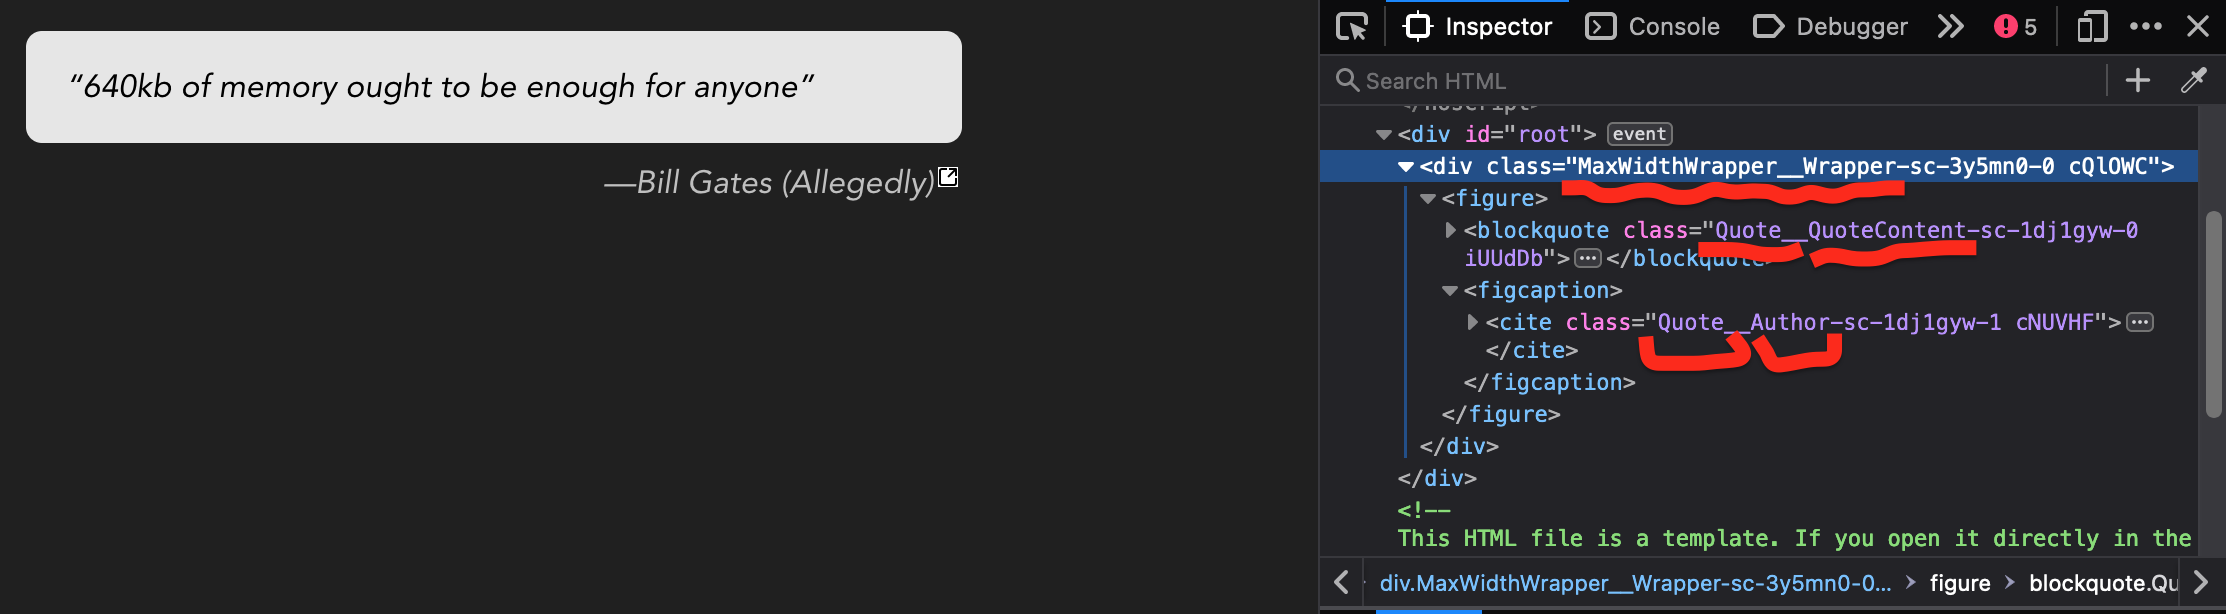 “640kb of memory ought to be enough for anyone”
—Bill Gates (Allegedly)
Inspector
Console
Debugger
5
Search HTML
</noscript>
<div id="root"> event
<div class="MaxWidthWrapper__Wrapper-sc-3y5mn0-0 cQlOWC">
<figure>
<blockquote class="Quote__QuoteContent-sc-1dj1gyw-0
iUUdDb"> ••• </blockquote>
<figcaption>
<cite class="Quote__Author-sc-1dj1gyw-1 cNUVHF"> •••
</cite>
</figcaption>
</figure>
</div>
</div>
<!--
This HTML file is a template. If you open it directly in the
div.MaxWidthWrapper__Wrapper-sc-3y5mn0-0… > figure > blockquote.Qu